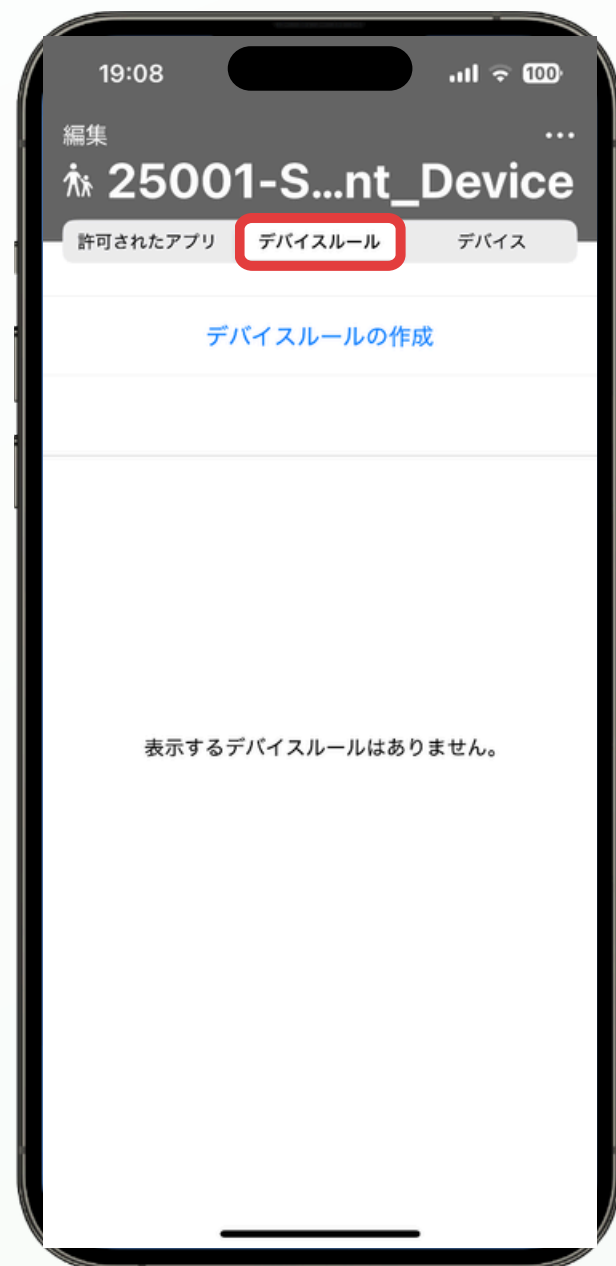 19:08
100
編集
25001-S...nt_Device
許可されたアプリ
デバイスルール
デバイス
デバイスルールの作成
表示するデバイスルールはありません。